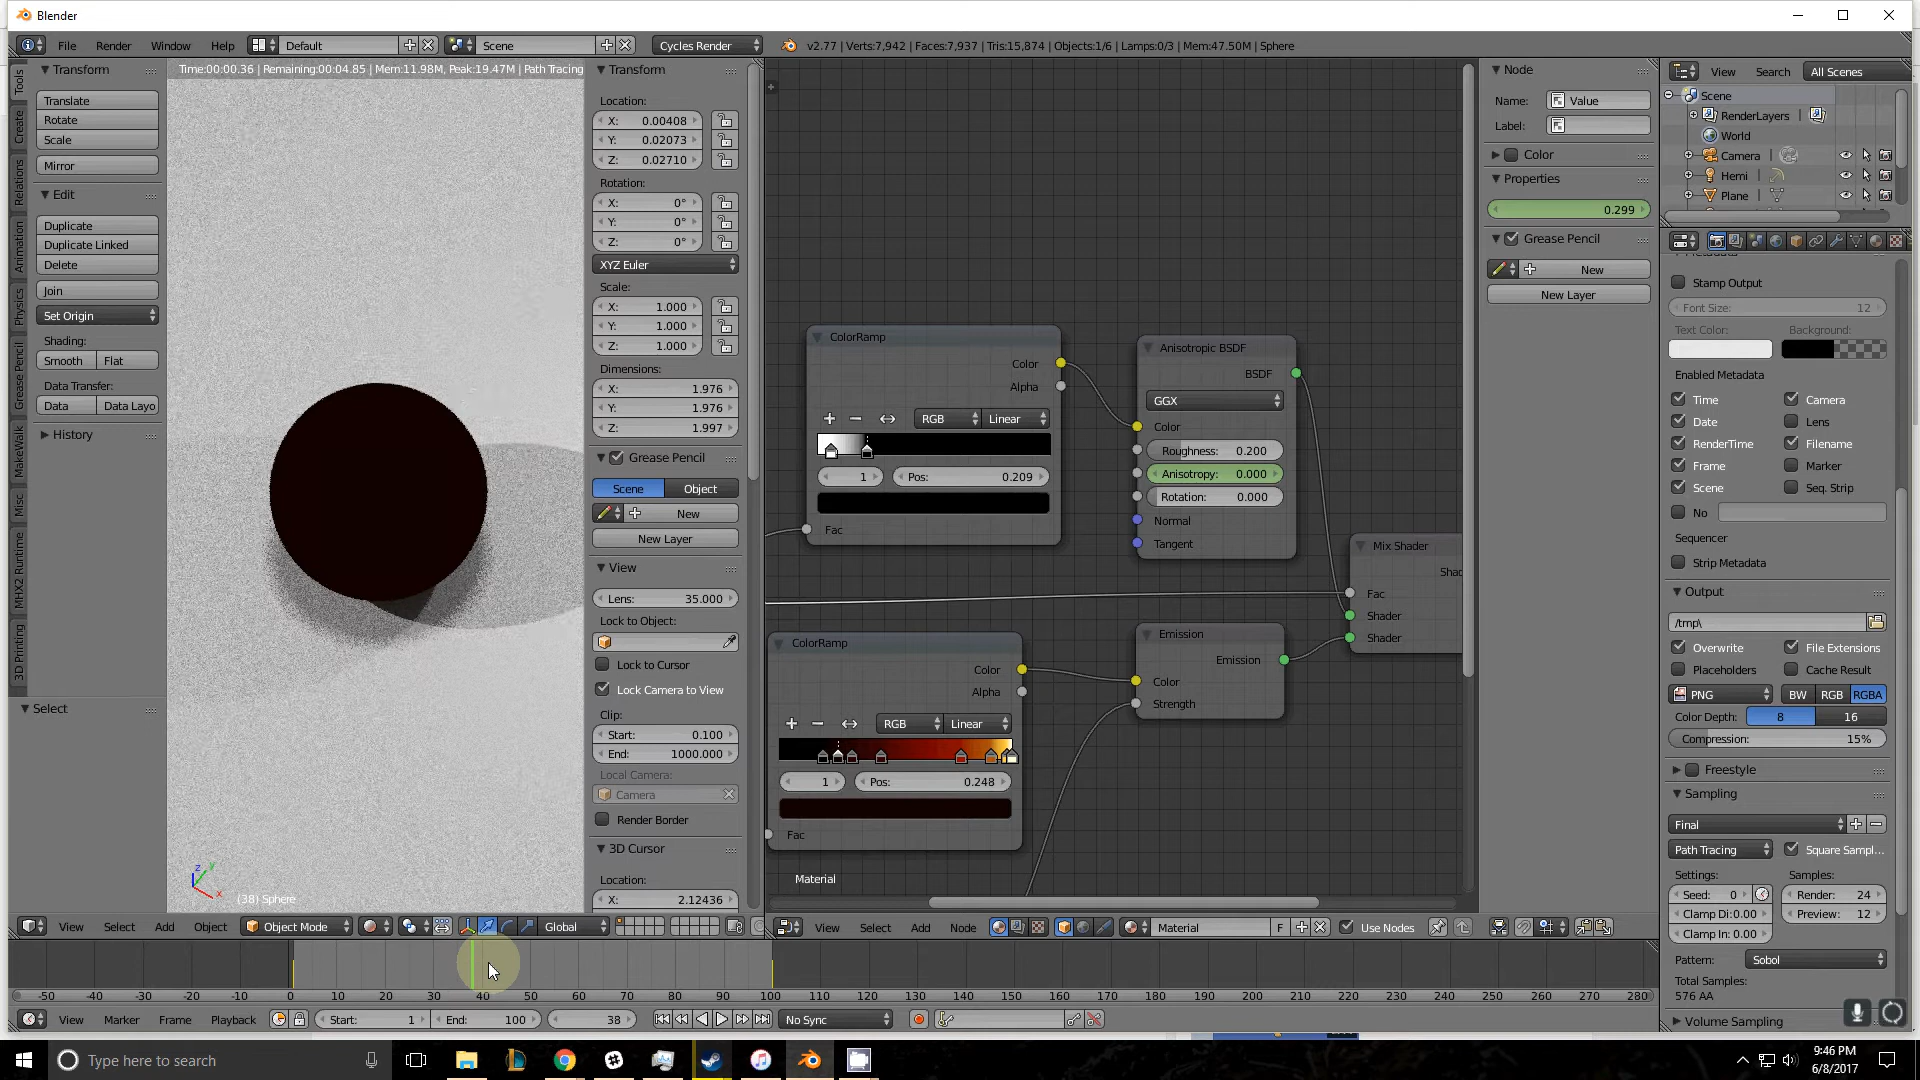 Blender
File Render Window Help Default Scene Cycles Render v2.77 | Verts:7,942 | Faces:7,937 | Tris:15,874 | Objects:1/6 | Lamps:0/3 | Mem:47.50M | Sphere
Tools
Create
Relations
Animation
Physics
Grease Pencil
MakeWalk
Misc
MHX2 Runtime
3D Printing
Transform
Translate
Rotate
Scale
Mirror
Edit
Duplicate
Duplicate Linked
Delete
Join
Set Origin
Shading:
Smooth Flat
Data Transfer:
Data Data Layo
History
Select
Time:00:00.36 | Remaining:00:04.85 | Mem:11.98M, Peak:19.47M | Path Tracing
z y x
(38) Sphere
Transform
Location:
X: 0.00408
Y: 0.02073
Z: 0.02710
Rotation:
X: 0°
Y: 0°
Z: 0°
XYZ Euler
Scale:
X: 1.000
Y: 1.000
Z: 1.000
Dimensions:
X: 1.976
Y: 1.976
Z: 1.997
Grease Pencil
Scene Object
New
New Layer
View
Lens: 35.000
Lock to Object:
Lock to Cursor
Lock Camera to View
Clip:
Start: 0.100
End: 1000.000
Local Camera:
Camera
Render Border
3D Cursor
Location:
X: 2.12436
ColorRamp
Color
Alpha
RGB Linear
1 Pos: 0.209
Fac
Anisotropic BSDF
BSDF
GGX
Color
Roughness: 0.200
Anisotropy: 0.000
Rotation: 0.000
Normal
Tangent
Mix Shader
Shad
Fac
Shader
Shader
ColorRamp
Color
Alpha
RGB Linear
1 Pos: 0.248
Fac
Emission
Emission
Color
Strength
Material
Node
Name: Value
Label:
Color
Properties
0.299
Grease Pencil
New
New Layer
View Search All Scenes
Scene
RenderLayers
World
Camera
Hemi
Plane
Metadata
Stamp Output
Font Size: 12
Text Color: Background:
Enabled Metadata
Time Camera
Date Lens
RenderTime Filename
Frame Marker
Scene Seq. Strip
No
Sequencer
Strip Metadata
Output
/tmp\
Overwrite File Extensions
Placeholders Cache Result
PNG BW RGB RGBA
Color Depth: 8 16
Compression: 15%
Freestyle
Sampling
Final
Path Tracing Square Sampl...
Settings: Samples:
Seed: 0 Render: 24
Clamp Di:0.00 Preview: 12
Clamp In: 0.00
Pattern: Sobol
Total Samples:
576 AA
Volume Sampling
View Select Add Object Object Mode Global
View Select Add Node Material F Use Nodes
-50 -40 -30 -20 -10 0 10 20 30 40 50 60 70 80 90 100 110 120 130 140 150 160 170 180 190 200 210 220 230 240 250 260 270 280
View Marker Frame Playback Start: 1 End: 100 38 No Sync
Type here to search
9:46 PM
6/8/2017